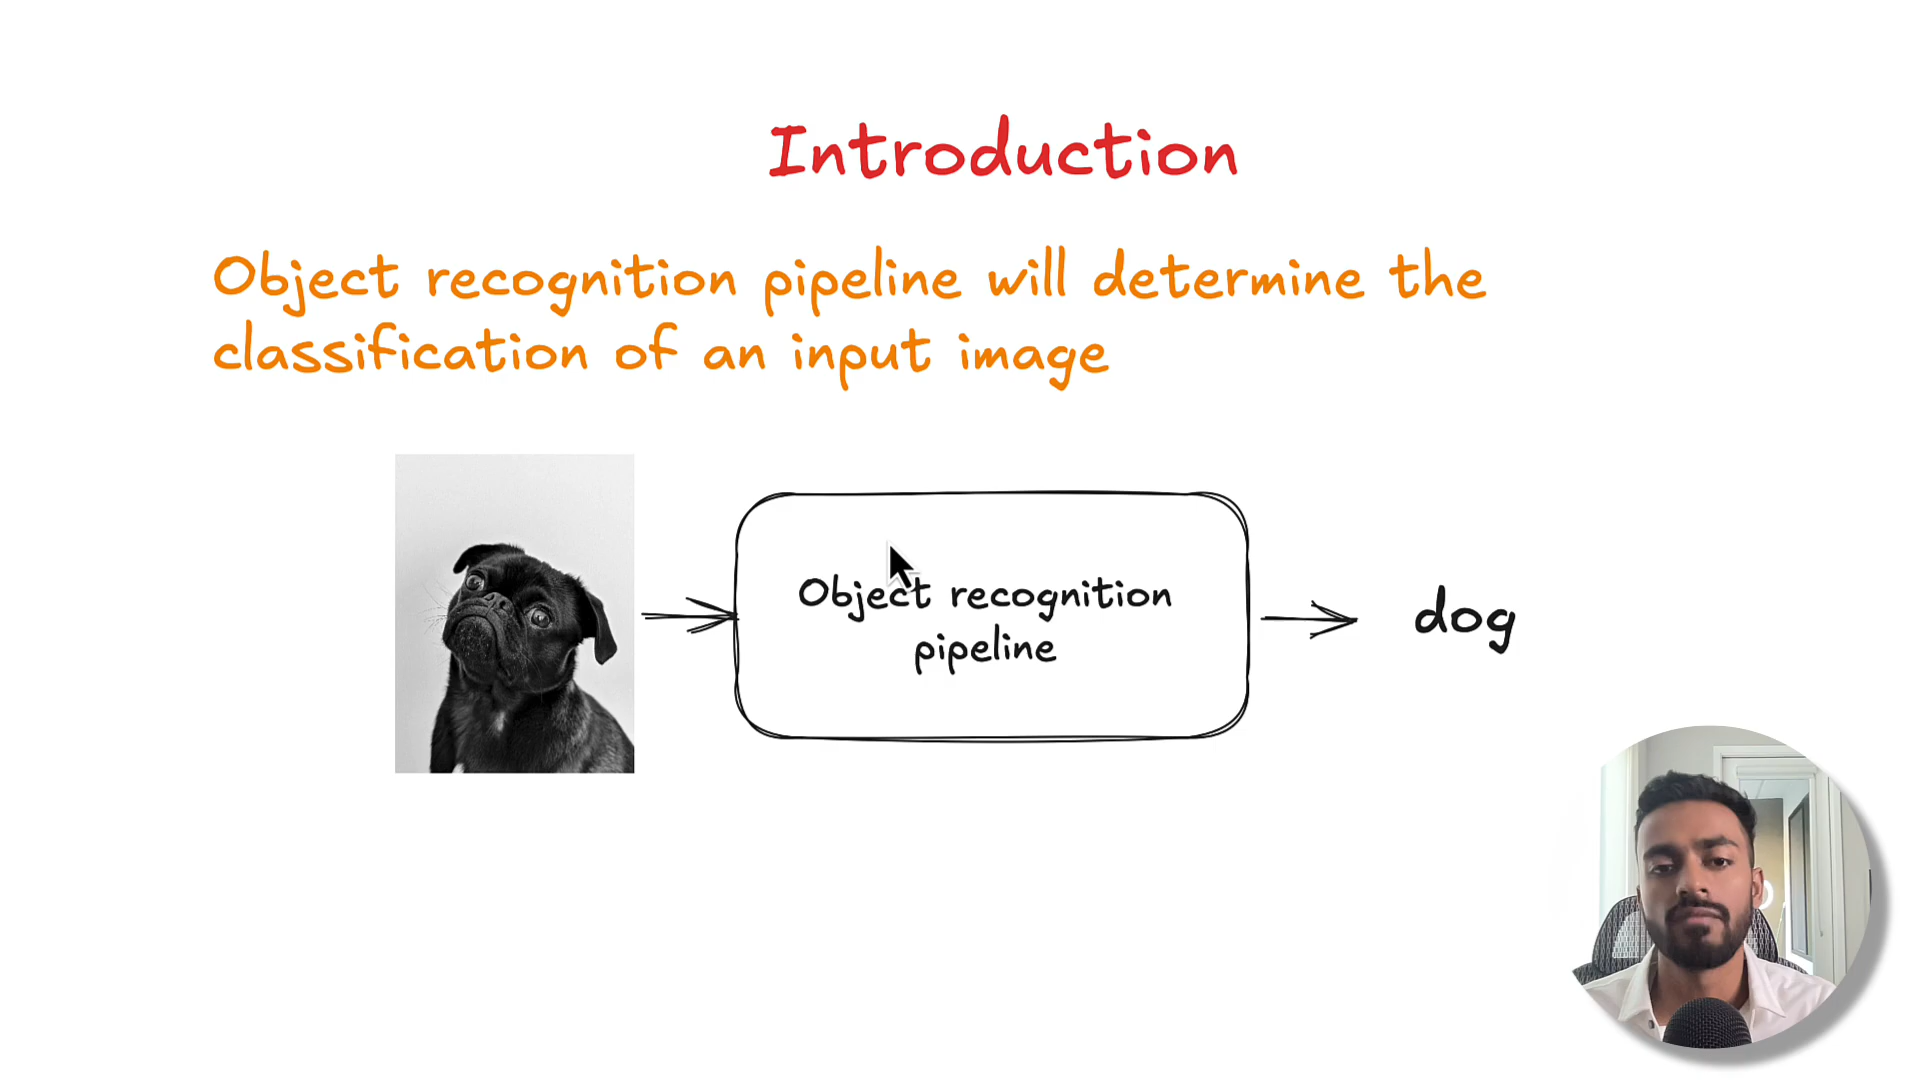 Introduction
Object recognition pipeline will determine the
classification of an input image
Object recognition
pipeline
dog